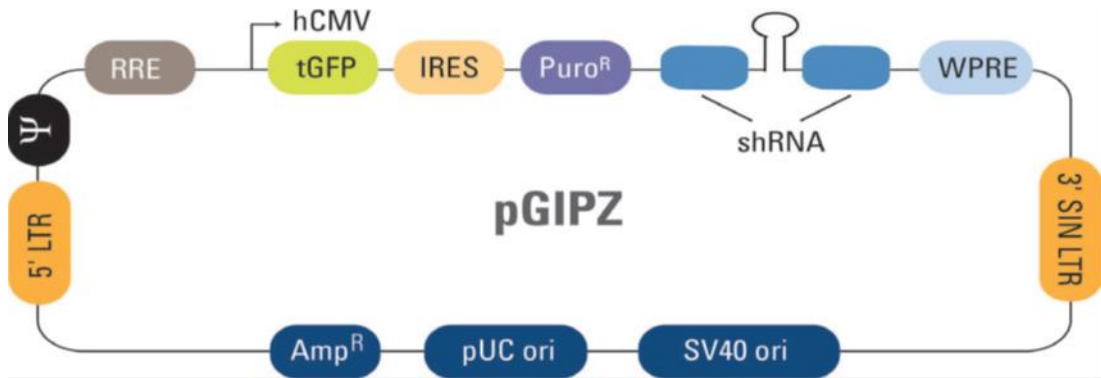 hCMV
RRE
tGFP
IRES
Puroᴿ
WPRE
shRNA
Ψ
5' LTR
pGIPZ
3' SIN LTR
Ampᴿ
pUC ori
SV40 ori